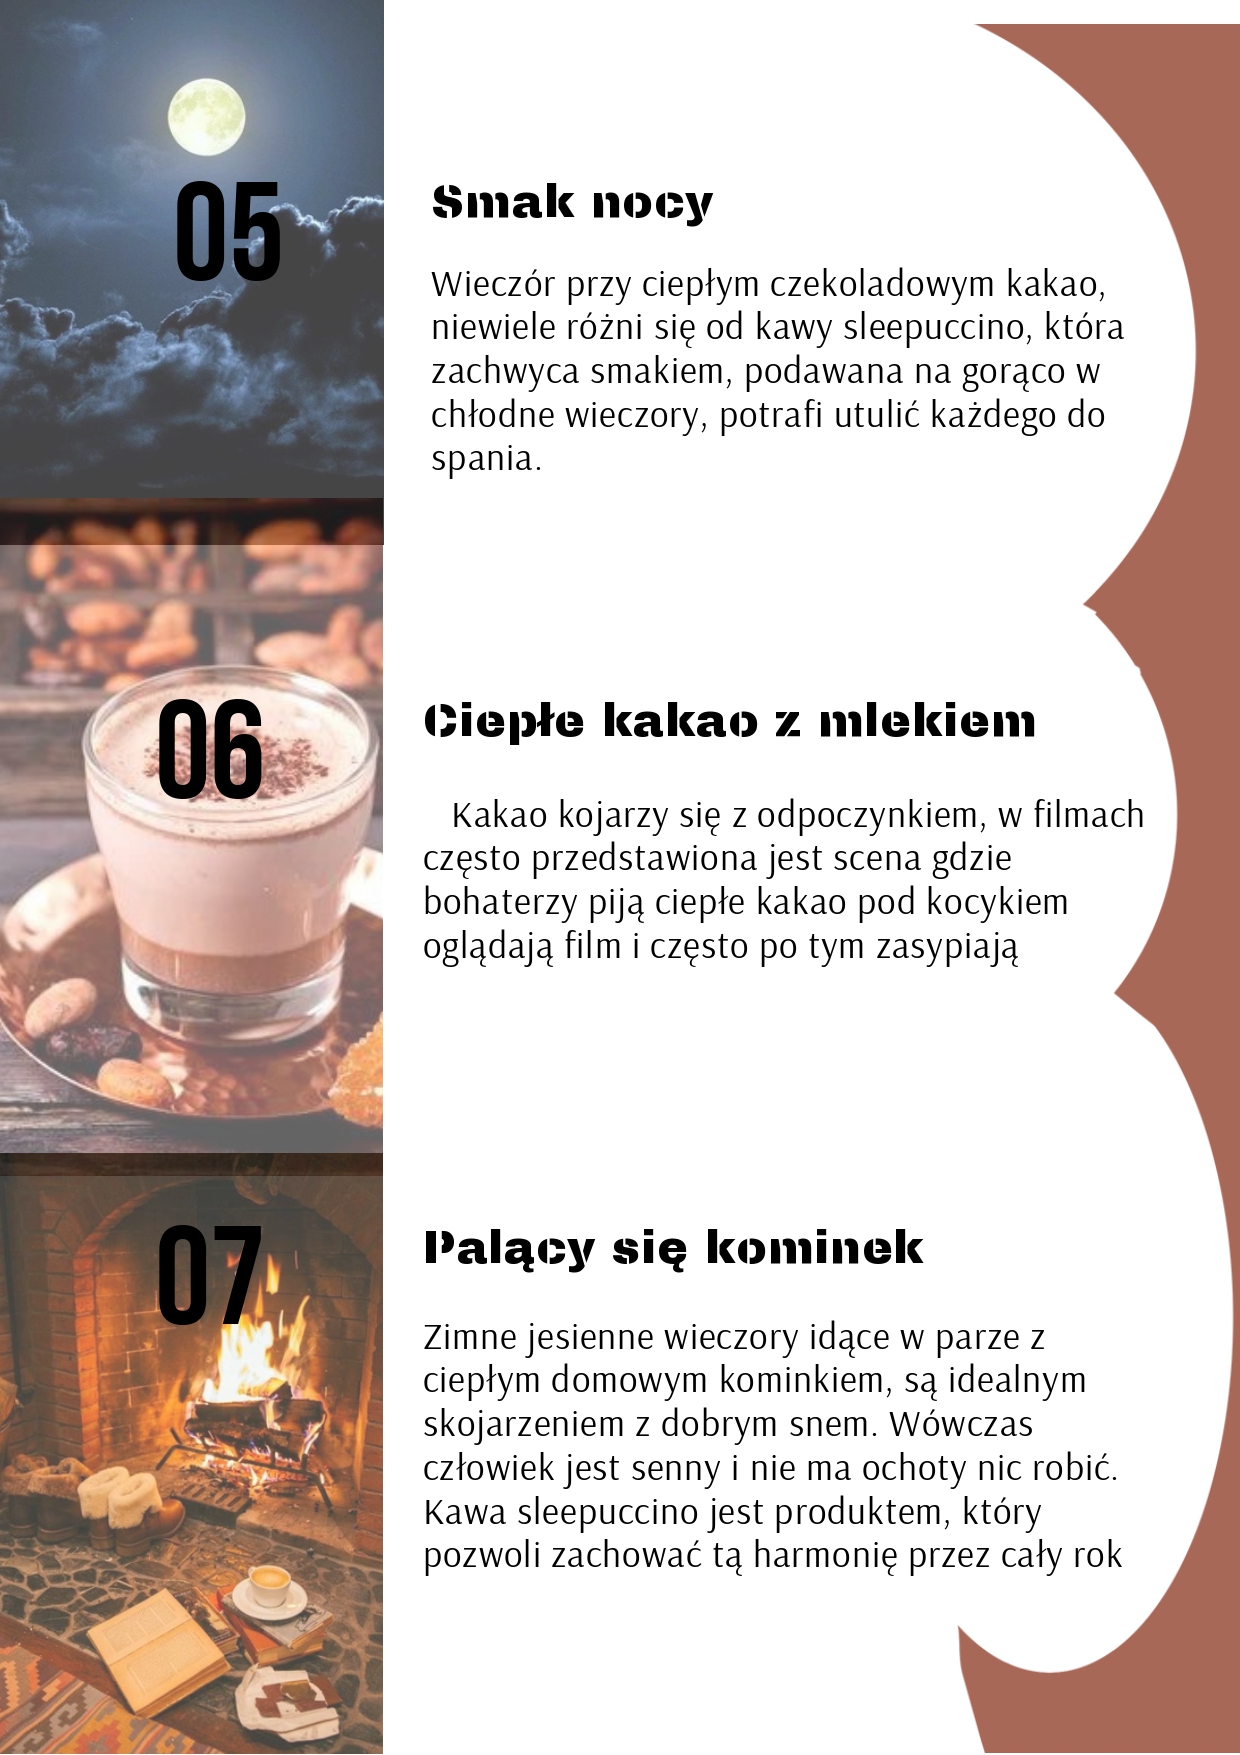 05
Smak nocy
Wieczór przy ciepłym czekoladowym kakao,
niewiele różni się od kawy sleepuccino, która
zachwyca smakiem, podawana na gorąco w
chłodne wieczory, potrafi utulić każdego do
spania.
06
Ciepłe kakao z mlekiem
Kakao kojarzy się z odpoczynkiem, w filmach
często przedstawiona jest scena gdzie
bohaterzy piją ciepłe kakao pod kocykiem
oglądają film i często po tym zasypiają
07
Palący się kominek
Zimne jesienne wieczory idące w parze z
ciepłym domowym kominkiem, są idealnym
skojarzeniem z dobrym snem. Wówczas
człowiek jest senny i nie ma ochoty nic robić.
Kawa sleepuccino jest produktem, który
pozwoli zachować tą harmonię przez cały rok